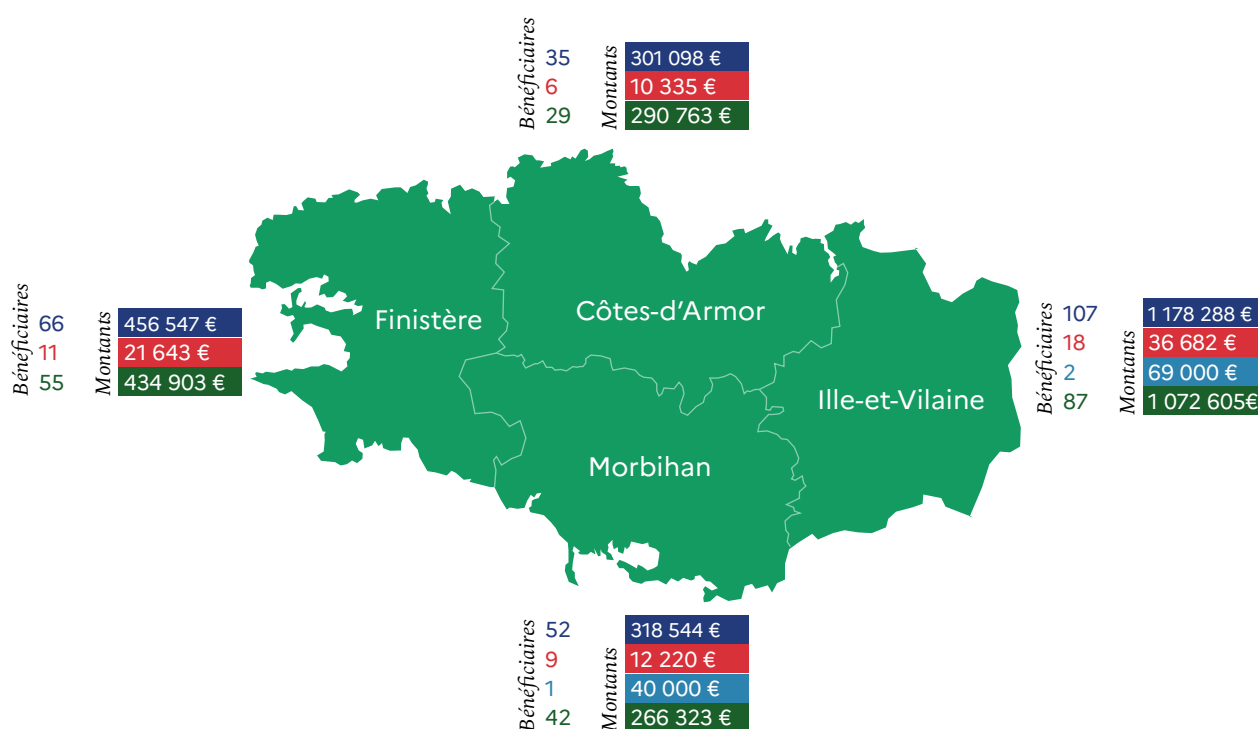 Bénéficiaires
35
6
29
Montants
301 098 €
10 335 €
290 763 €
Bénéficiaires
66
11
55
Montants
456 547 €
21 643 €
434 903 €
Finistère
Côtes-d'Armor
Ille-et-Vilaine
Morbihan
Bénéficiaires
107
18
2
87
Montants
1 178 288 €
36 682 €
69 000 €
1 072 605€
Bénéficiaires
52
9
1
42
Montants
318 544 €
12 220 €
40 000 €
266 323 €